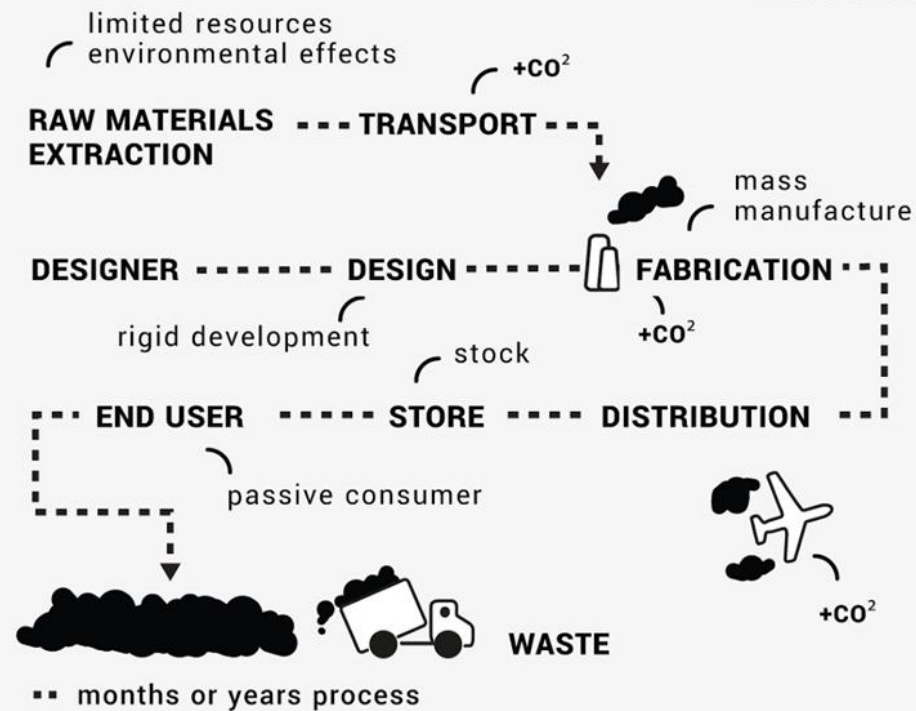 limited resources
environmental effects
+CO²
RAW MATERIALS
EXTRACTION
TRANSPORT
mass
manufacture
DESIGNER
DESIGN
FABRICATION
rigid development
+CO²
stock
END USER
STORE
DISTRIBUTION
passive consumer
+CO²
WASTE
months or years process